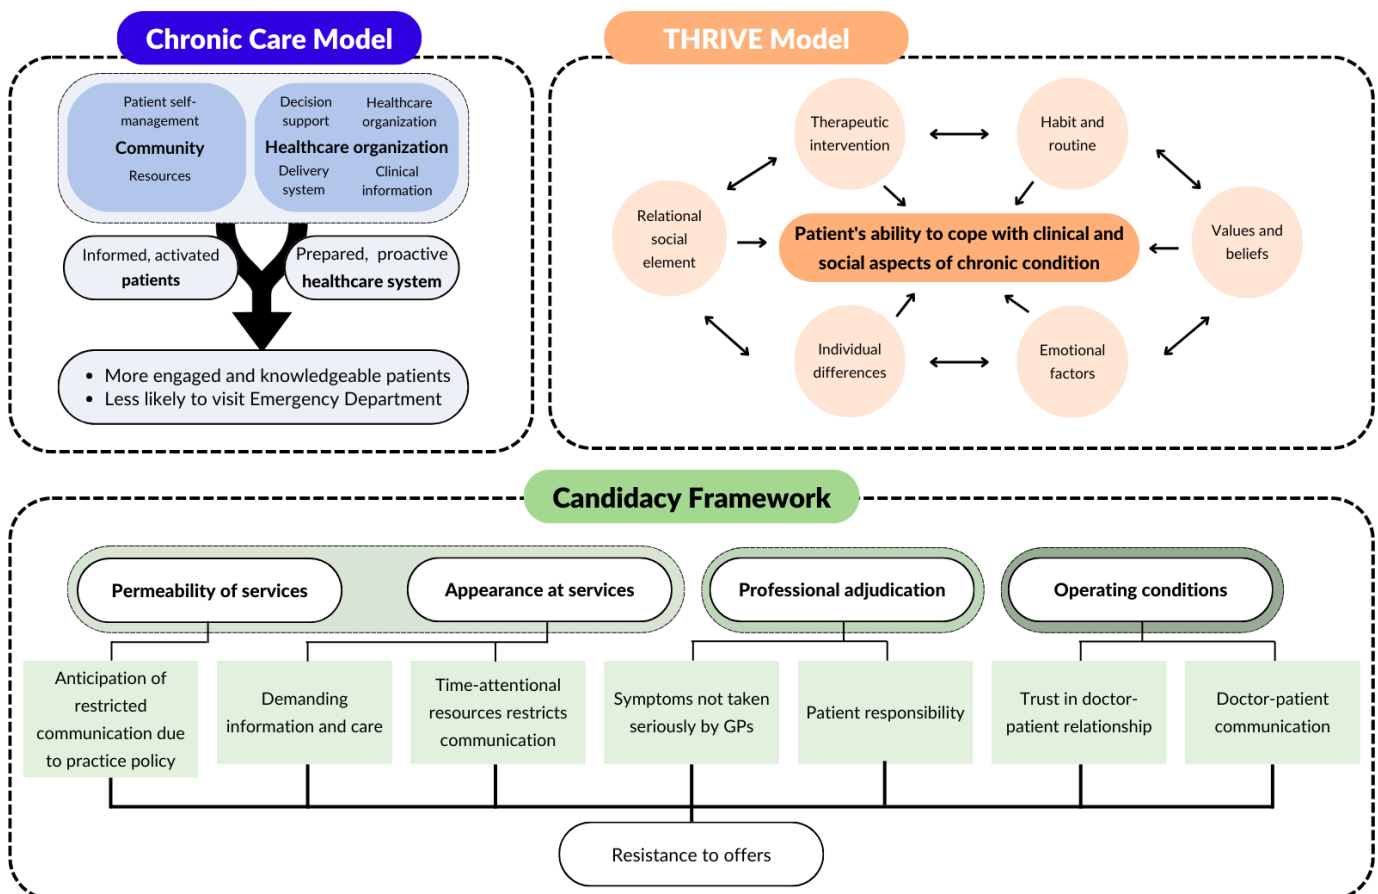 Chronic Care Model
Patient self-
management
Community
Resources
Decision
support
Healthcare
organization
Healthcare organization
Delivery
system
Clinical
information
Informed, activated
patients
Prepared, proactive
healthcare system
• More engaged and knowledgeable patients
• Less likely to visit Emergency Department
THRIVE Model
Therapeutic
intervention
Habit and
routine
Relational
social
element
Patient's ability to cope with clinical and
social aspects of chronic condition
Values and
beliefs
Individual
differences
Emotional
factors
Candidacy Framework
Permeability of services
Appearance at services
Professional adjudication
Operating conditions
Anticipation of
restricted
communication due
to practice policy
Demanding
information and care
Time-attentional
resources restricts
communication
Symptoms not taken
seriously by GPs
Patient responsibility
Trust in doctor-
patient relationship
Doctor-patient
communication
Resistance to offers